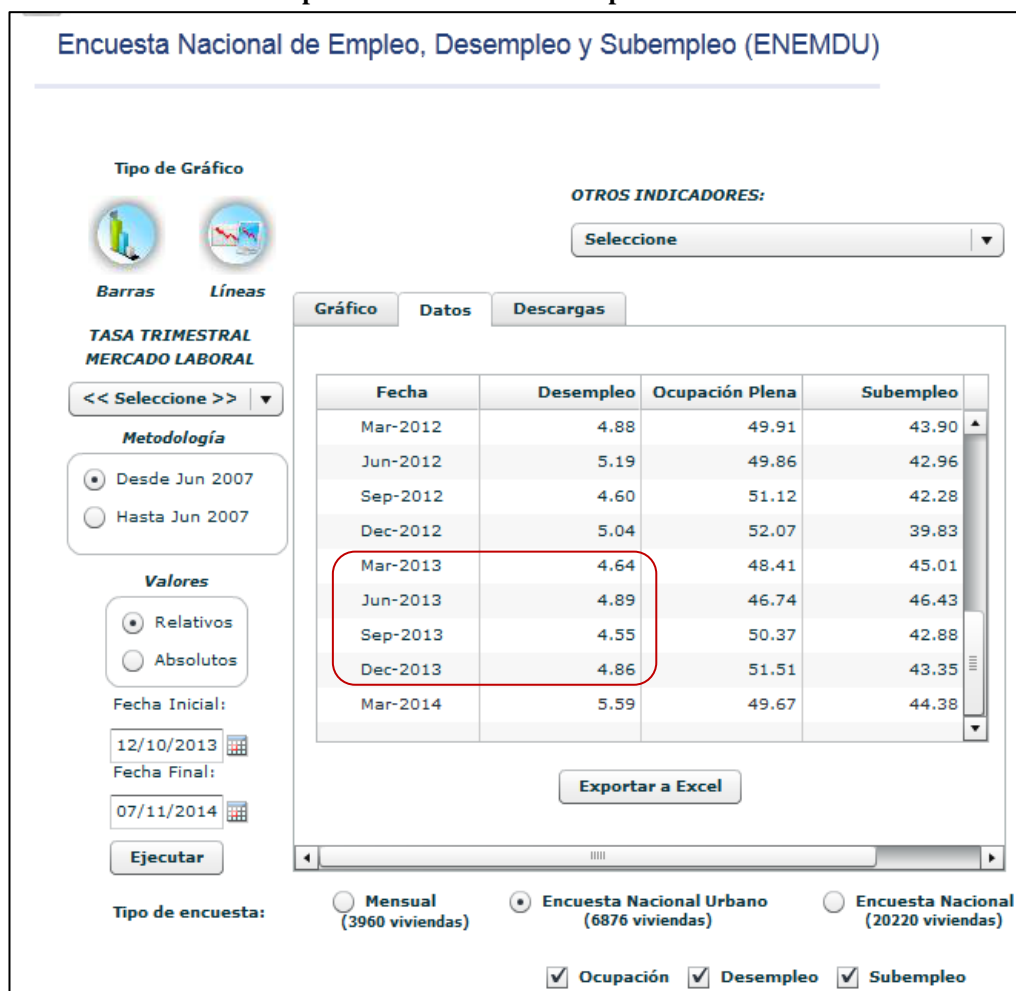 Encuesta Nacional de Empleo, Desempleo y Subempleo (ENEMDU)
Tipo de Gráfico
Barras Líneas
OTROS INDICADORES:
Seleccione
TASA TRIMESTRAL
MERCADO LABORAL
<< Seleccione >>
Metodología
Desde Jun 2007
Hasta Jun 2007
Valores
Relativos
Absolutos
Fecha Inicial:
12/10/2013
Fecha Final:
07/11/2014
Ejecutar
Gráfico Datos Descargas
Fecha Desempleo Ocupación Plena Subempleo
Mar-2012 4.88 49.91 43.90
Jun-2012 5.19 49.86 42.96
Sep-2012 4.60 51.12 42.28
Dec-2012 5.04 52.07 39.83
Mar-2013 4.64 48.41 45.01
Jun-2013 4.89 46.74 46.43
Sep-2013 4.55 50.37 42.88
Dec-2013 4.86 51.51 43.35
Mar-2014 5.59 49.67 44.38
Exportar a Excel
Tipo de encuesta:
Mensual
(3960 viviendas)
Encuesta Nacional Urbano
(6876 viviendas)
Encuesta Nacional
(20220 viviendas)
Ocupación Desempleo Subempleo